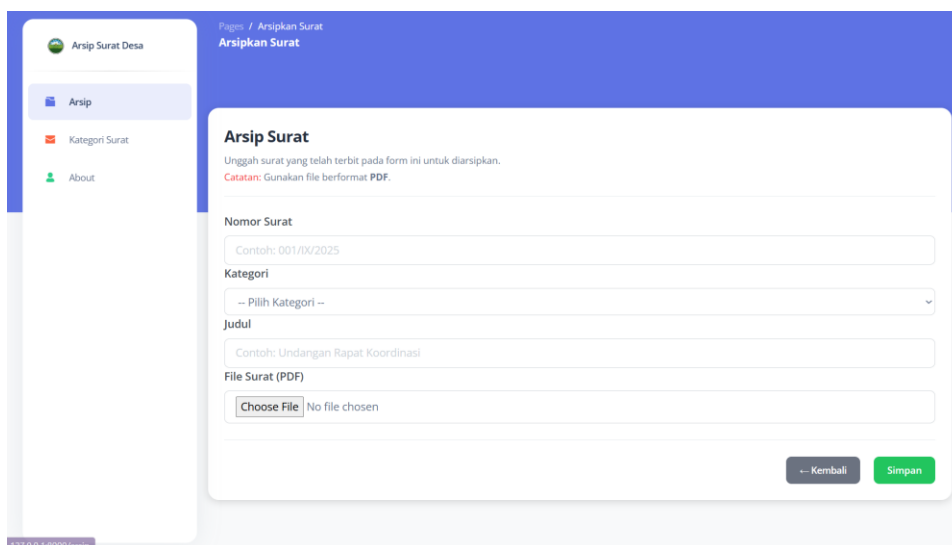 Arsip Surat Desa
Arsip
Kategori Surat
About
Pages / Arsipkan Surat
Arsipkan Surat
Arsip Surat
Unggah surat yang telah terbit pada form ini untuk diarsipkan.
Catatan: Gunakan file berformat PDF.
Nomor Surat
Contoh: 001/IX/2025
Kategori
-- Pilih Kategori --
Judul
Contoh: Undangan Rapat Koordinasi
File Surat (PDF)
Choose File No file chosen
← Kembali
Simpan